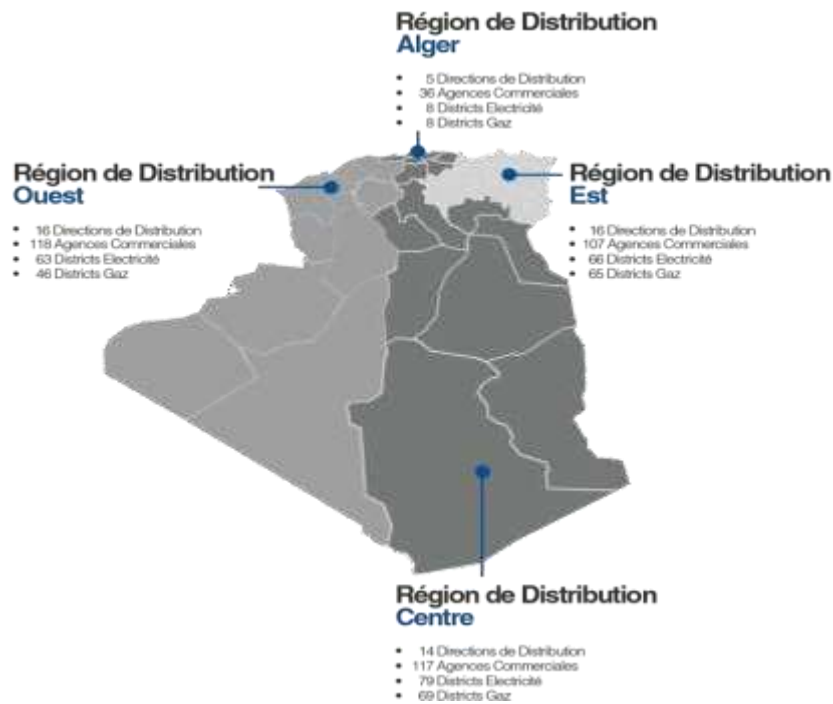 Région de Distribution
Alger
• 5 Directions de Distribution
• 36 Agences Commerciales
• 8 Districts Electricité
• 8 Districts Gaz
Région de Distribution
Ouest
• 16 Directions de Distribution
• 118 Agences Commerciales
• 63 Districts Electricité
• 46 Districts Gaz
Région de Distribution
Est
• 16 Directions de Distribution
• 107 Agences Commerciales
• 66 Districts Electricité
• 65 Districts Gaz
Région de Distribution
Centre
• 14 Directions de Distribution
• 117 Agences Commerciales
• 79 Districts Electricité
• 69 Districts Gaz